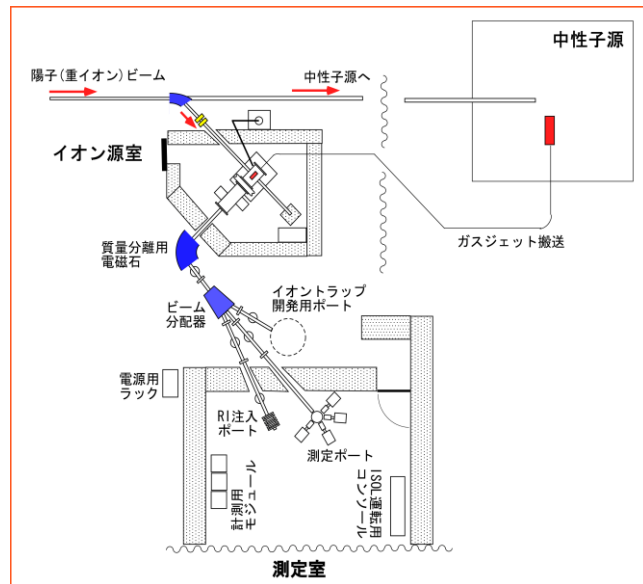 中性子源
陽子(重イオン)ビーム
中性子源へ
イオン源室
ガスジェット搬送
質量分離用
電磁石
イオントラップ
開発用ポート
ビーム
分配器
電源用
ラック
RI注入
ポート
測定ポート
計測用
モジュール
ISOL運転用
コンソール
測定室